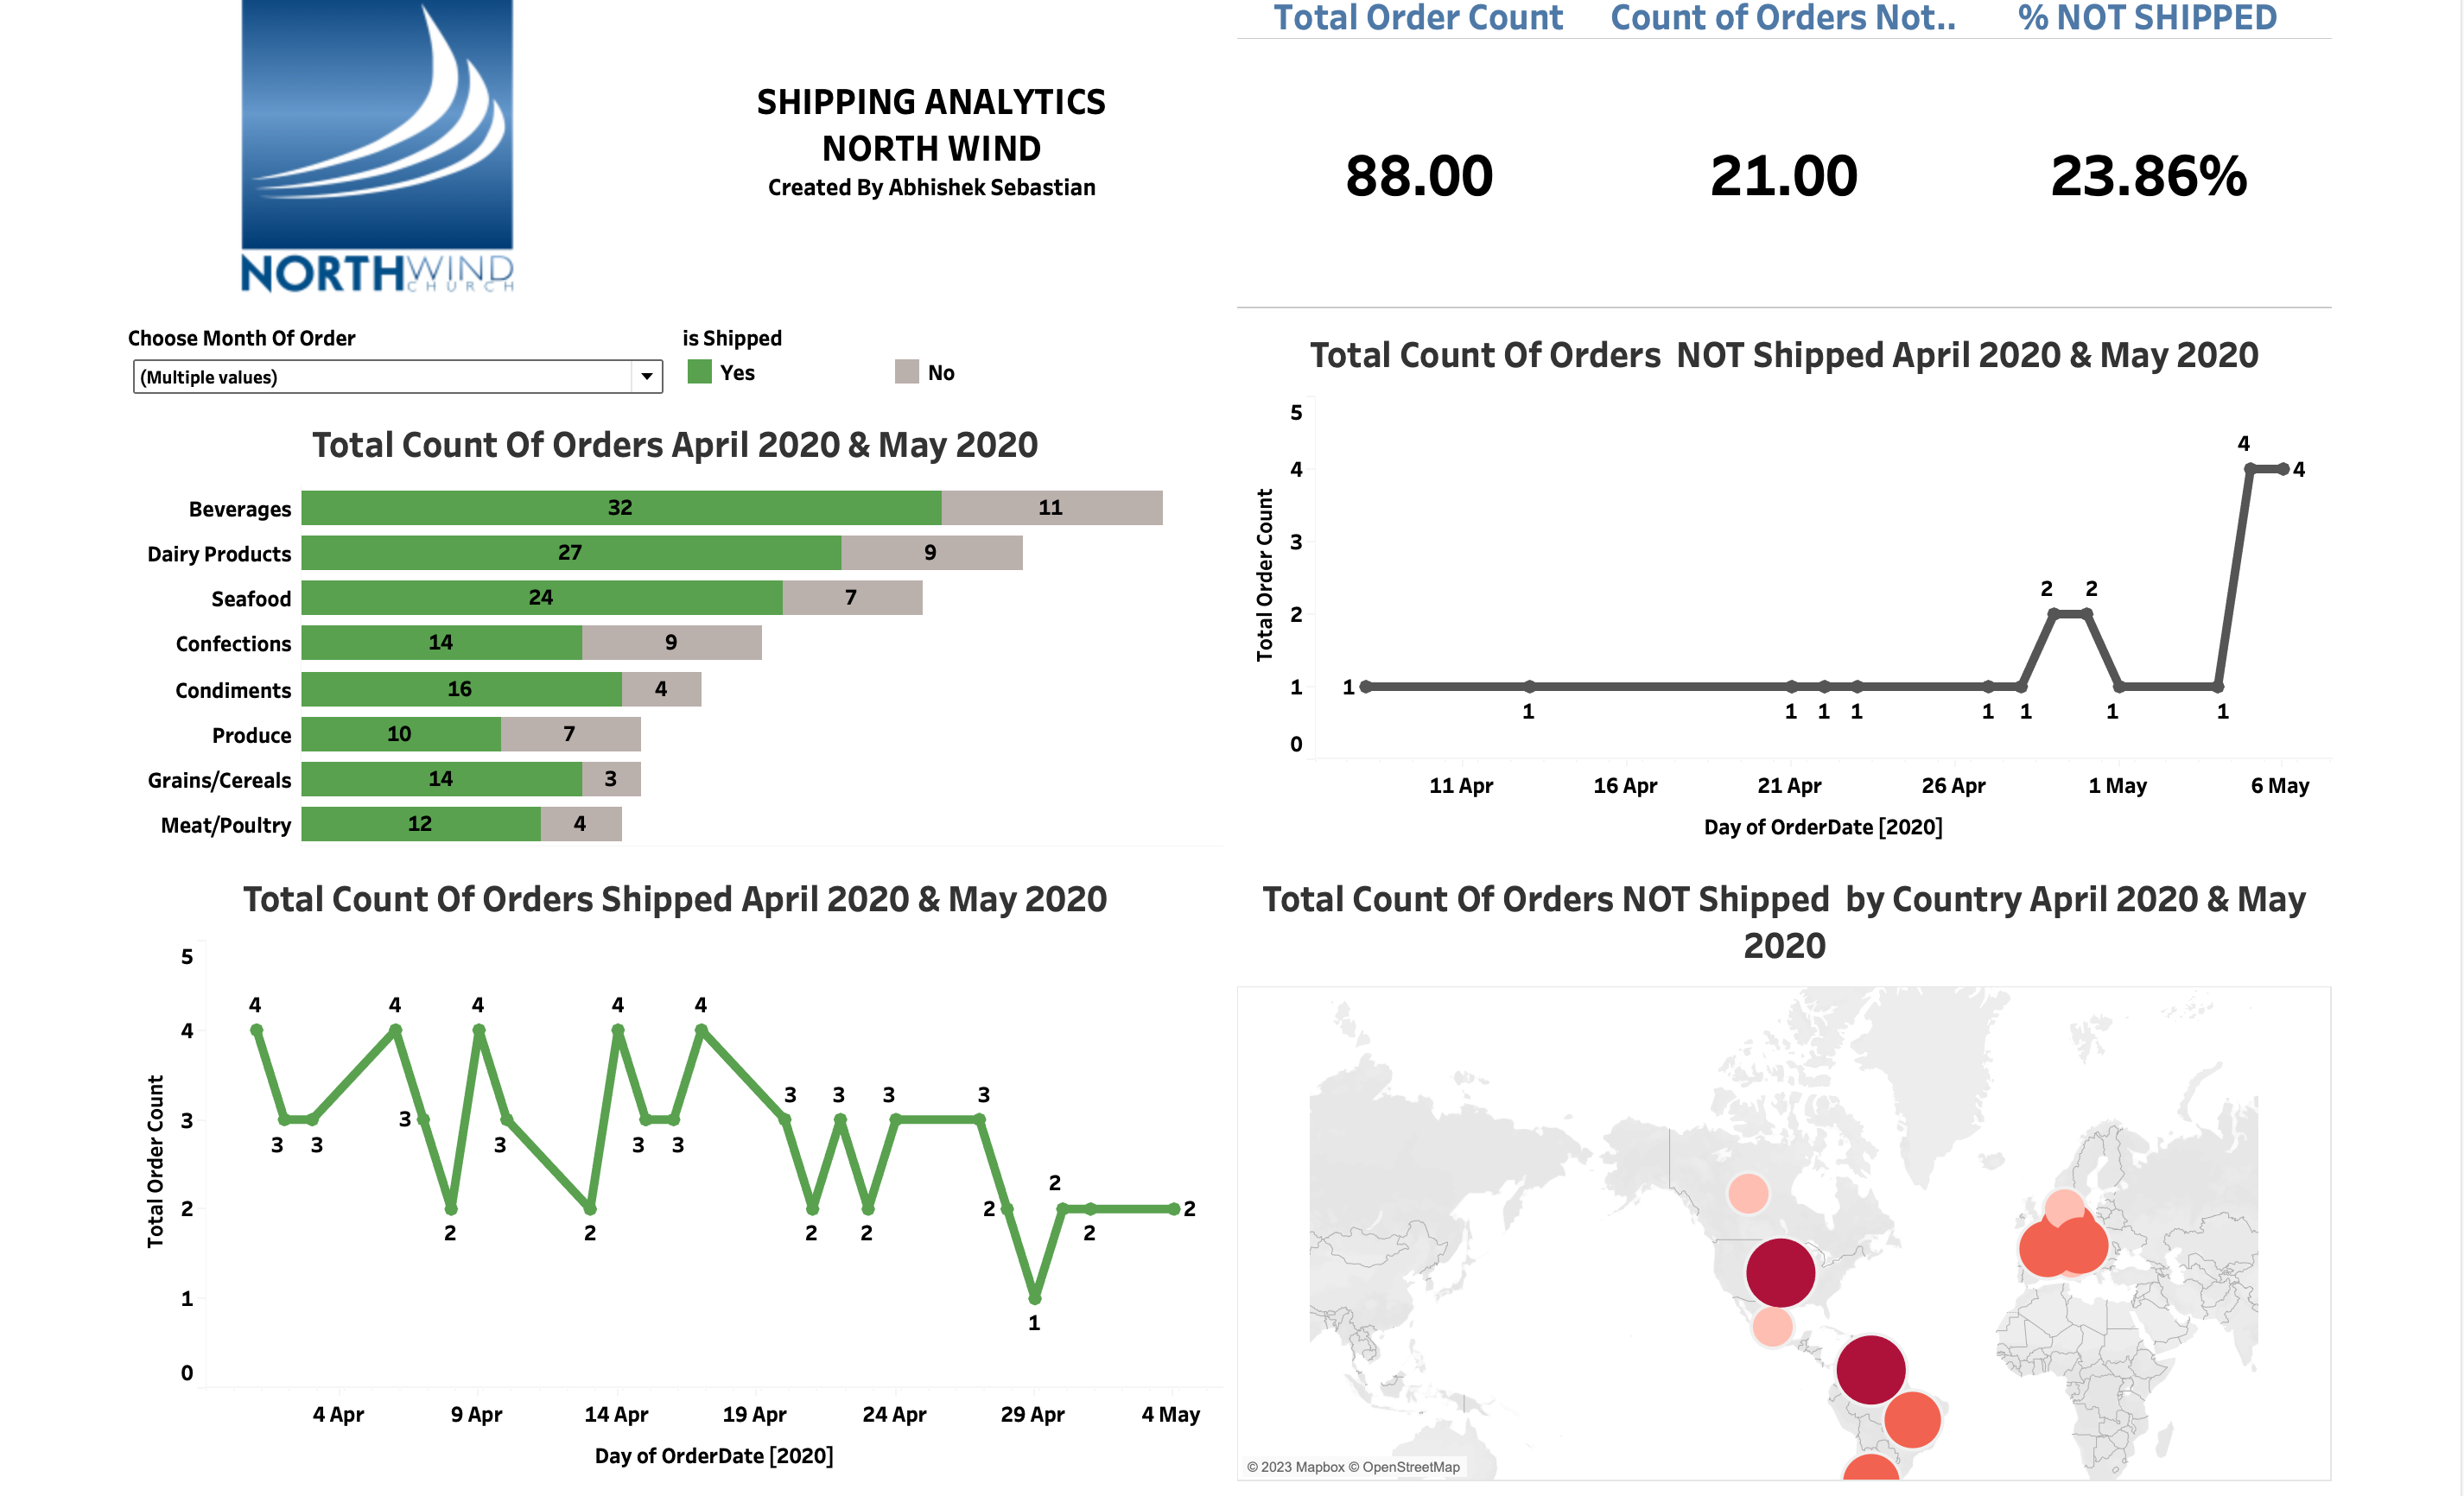 NORTHWIND
CHURCH
SHIPPING ANALYTICS
NORTH WIND
Created By Abhishek Sebastian
Total Order Count Count of Orders Not.. % NOT SHIPPED
88.00 21.00 23.86%
Choose Month Of Order
(Multiple values)
is Shipped
Yes No
Total Count Of Orders April 2020 & May 2020
Beverages 32 11
Dairy Products 27 9
Seafood 24 7
Confections 14 9
Condiments 16 4
Produce 10 7
Grains/Cereals 14 3
Meat/Poultry 12 4
Total Count Of Orders  NOT Shipped April 2020 & May 2020
Total Order Count
5
4
3
2
1
0
1 1 1 1 1 1 1 2 2 1 1 4 4
11 Apr 16 Apr 21 Apr 26 Apr 1 May 6 May
Day of OrderDate [2020]
Total Count Of Orders Shipped April 2020 & May 2020
Total Order Count
5
4
3
2
1
0
4 3 3 4 3 2 4 3 2 4 3 3 4 3 2 3 2 3 3 2 1 2 2 2
4 Apr 9 Apr 14 Apr 19 Apr 24 Apr 29 Apr 4 May
Day of OrderDate [2020]
Total Count Of Orders NOT Shipped  by Country April 2020 & May
2020
© 2023 Mapbox © OpenStreetMap